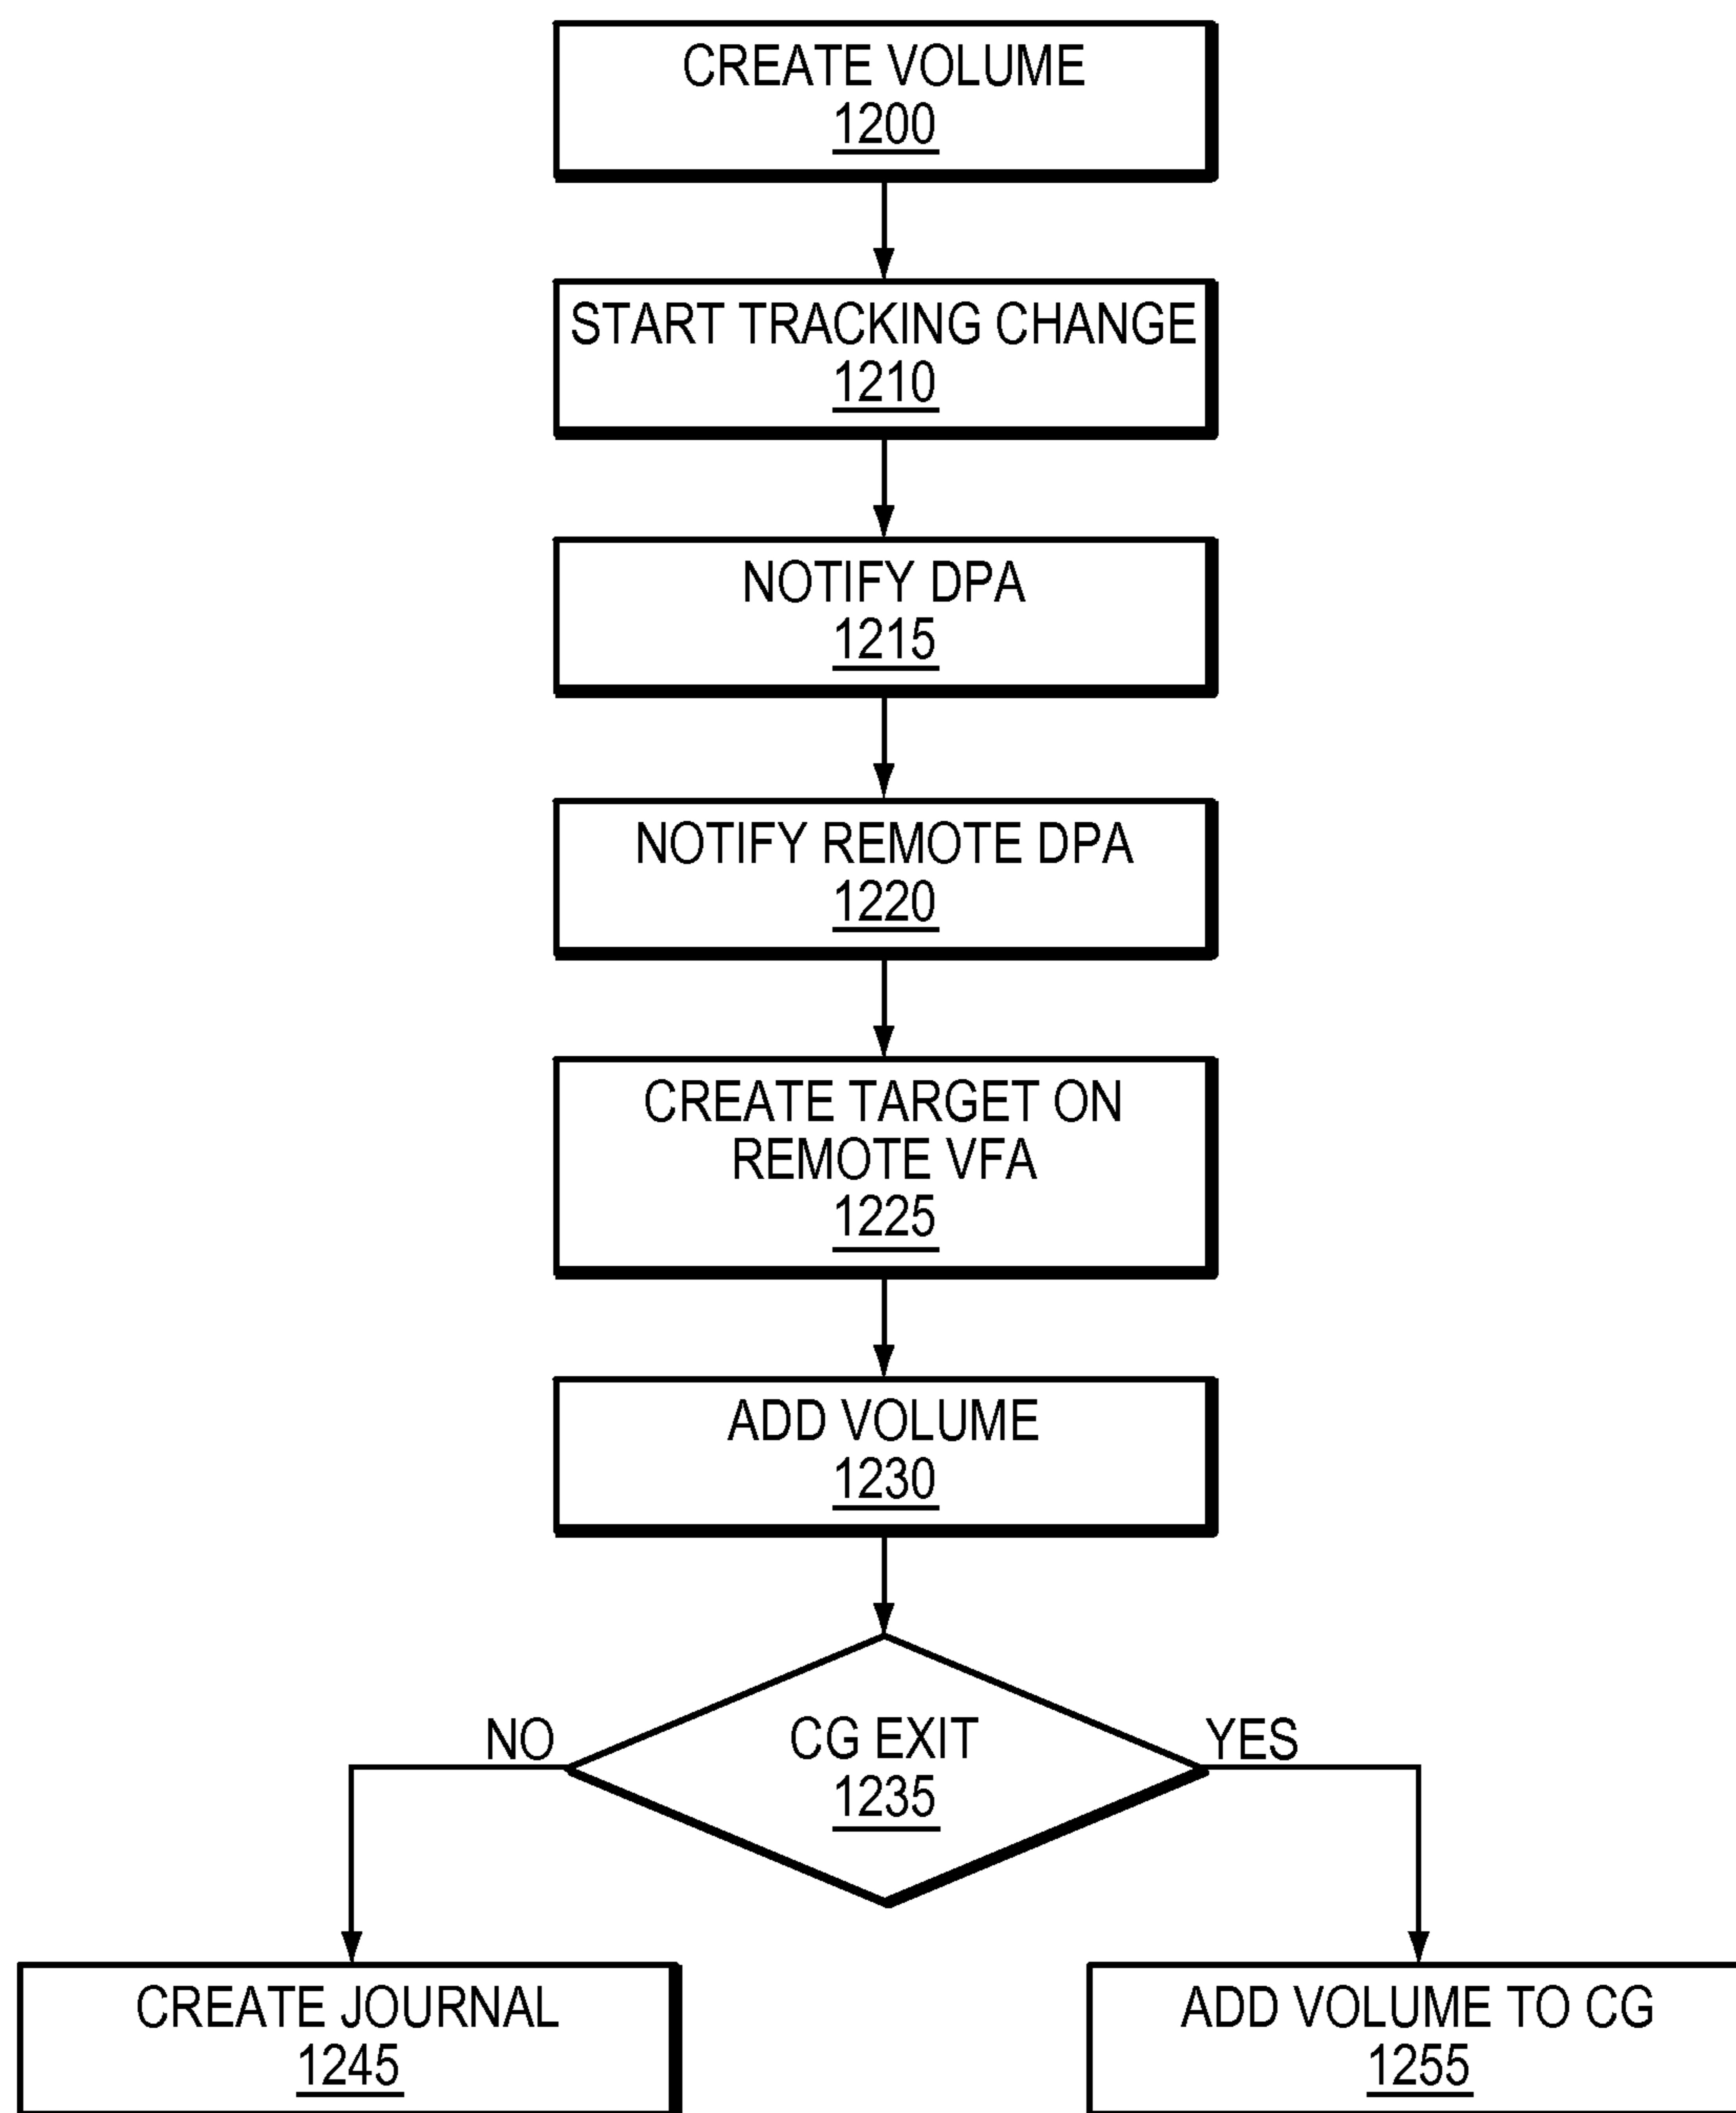 CREATE VOLUME
1200
START TRACKING CHANGE
1210
NOTIFY DPA
1215
NOTIFY REMOTE DPA
1220
CREATE TARGET ON
REMOTE VFA
1225
ADD VOLUME
1230
NO
CG EXIT
YES
1235
CREATE JOURNAL
1245
ADD VOLUME TO CG
1255